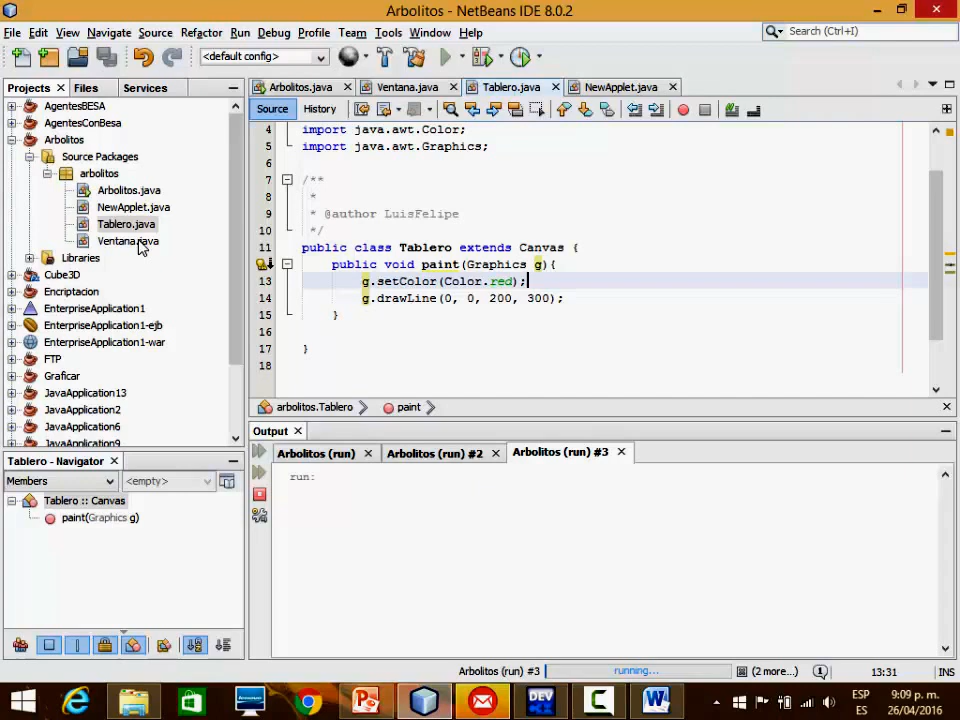 Arbolitos - NetBeans IDE 8.0.2
File Edit View Navigate Source Refactor Run Debug Profile Team Tools Window Help
Search (Ctrl+I)
<default config>
Projects Files Services
Arbolitos.java Ventana.java Tablero.java NewApplet.java
Source History
AgentesBESA
AgentesConBesa
Arbolitos
Source Packages
arbolitos
Arbolitos.java
NewApplet.java
Tablero.java
Ventana.java
Libraries
Cube3D
Encriptacion
EnterpriseApplication1
EnterpriseApplication1-ejb
EnterpriseApplication1-war
FTP
Graficar
JavaApplication13
JavaApplication2
JavaApplication6
JavaApplication9
4 import java.awt.Color;
5 import java.awt.Graphics;
6
7 /**
8 *
9 * @author LuisFelipe
10 */
11 public class Tablero extends Canvas {
public void paint(Graphics g){
13 g.setColor(Color.red);
14 g.drawLine(0, 0, 200, 300);
15 }
16
17 }
18
arbolitos.Tablero paint
Output
Arbolitos (run) Arbolitos (run) #2 Arbolitos (run) #3
run:
Tablero - Navigator
Members <empty>
Tablero :: Canvas
paint(Graphics g)
Arbolitos (run) #3 running... (2 more...) 13:31 INS
DEV
ESP
ES
9:09 p. m.
26/04/2016